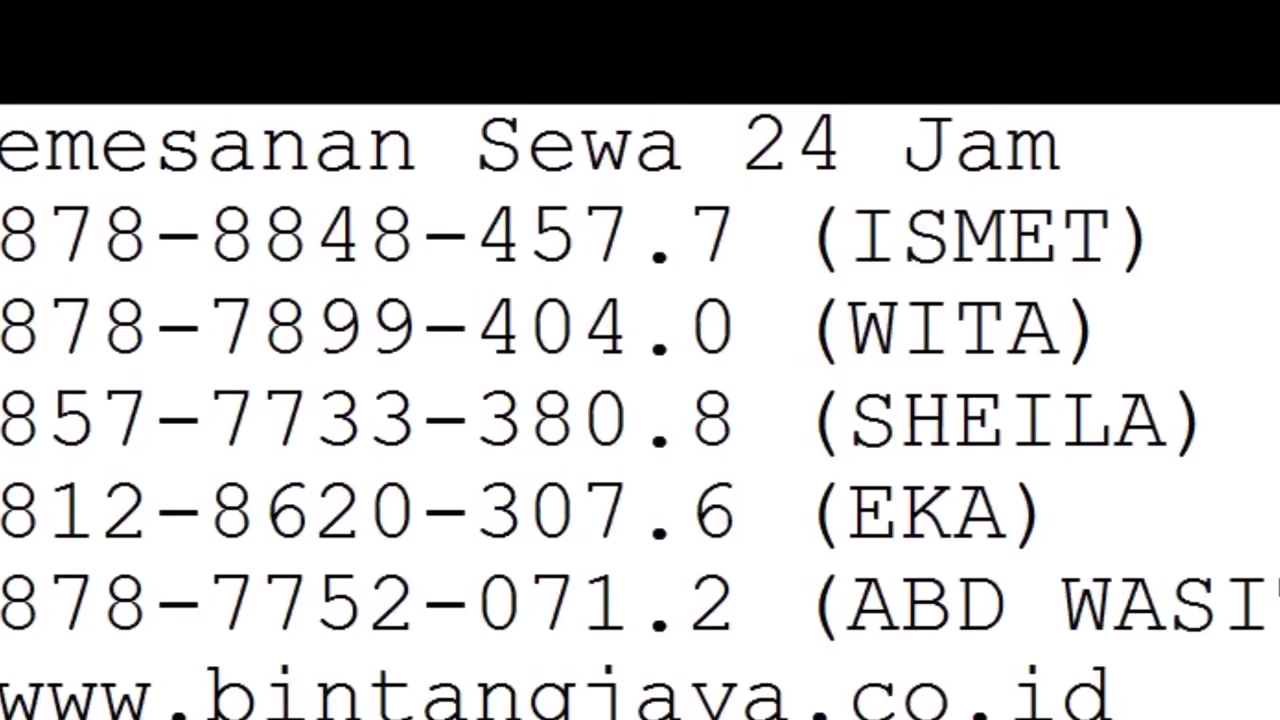 emesanan Sewa 24 Jam
878-8848-457.7 (ISMET)
878-7899-404.0 (WITA)
857-7733-380.8 (SHEILA)
812-8620-307.6 (EKA)
878-7752-071.2 (ABD WASI'
www.bintangjaya.co.id